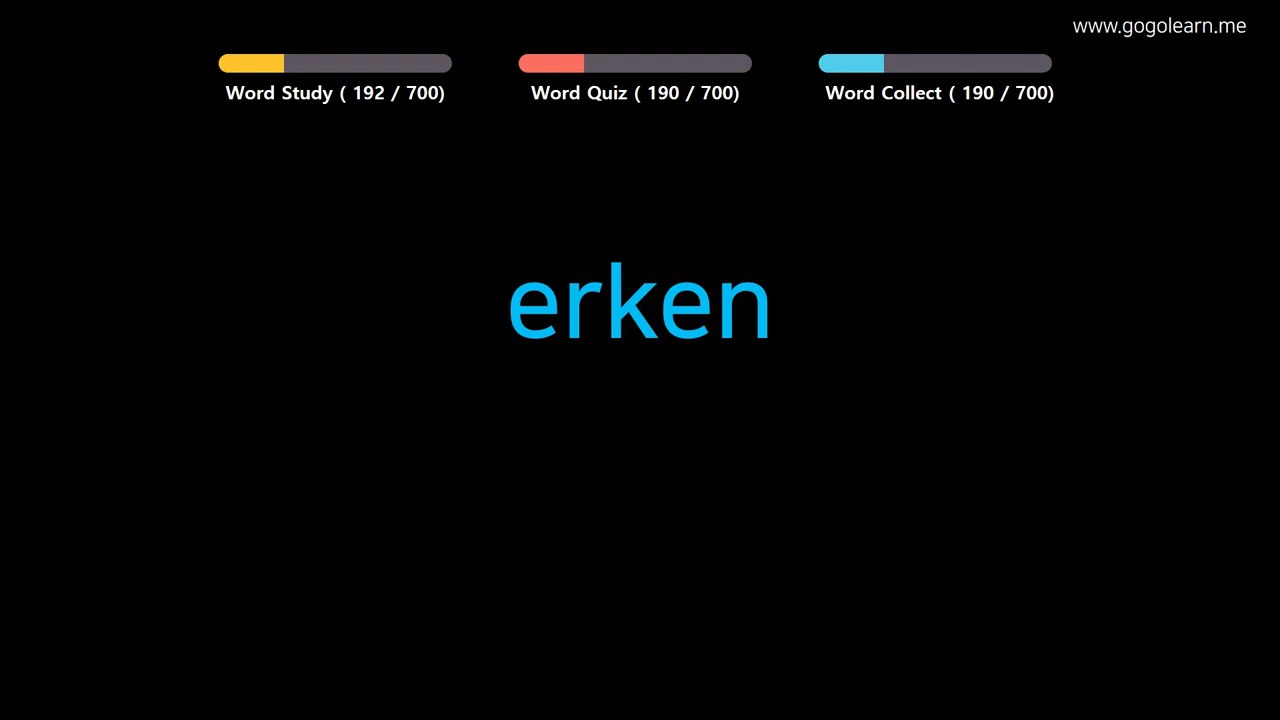 www.gogolearn.me
Word Study ( 192 / 700)
Word Quiz ( 190 / 700)
Word Collect ( 190 / 700)
erken